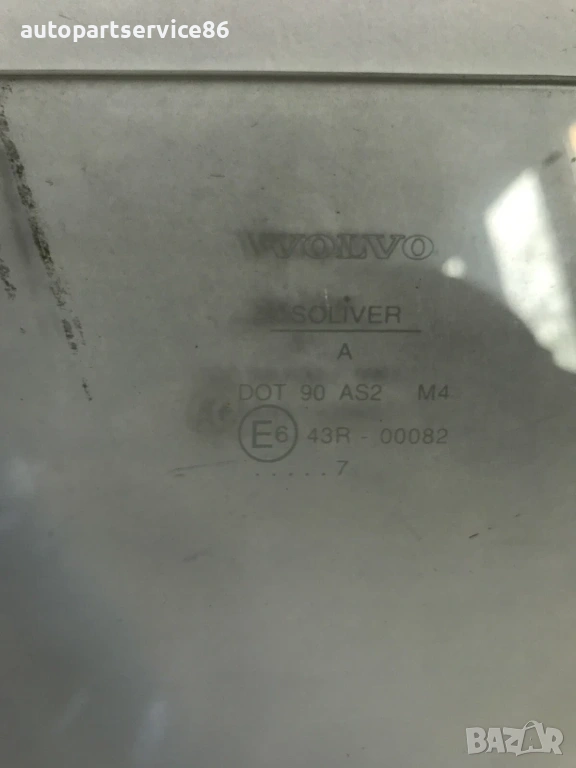 autopartservice86
VOLVO
SOLIVER
A
DOT 90 AS2 M4
E6 43R - 00082
.....7
BAZAR